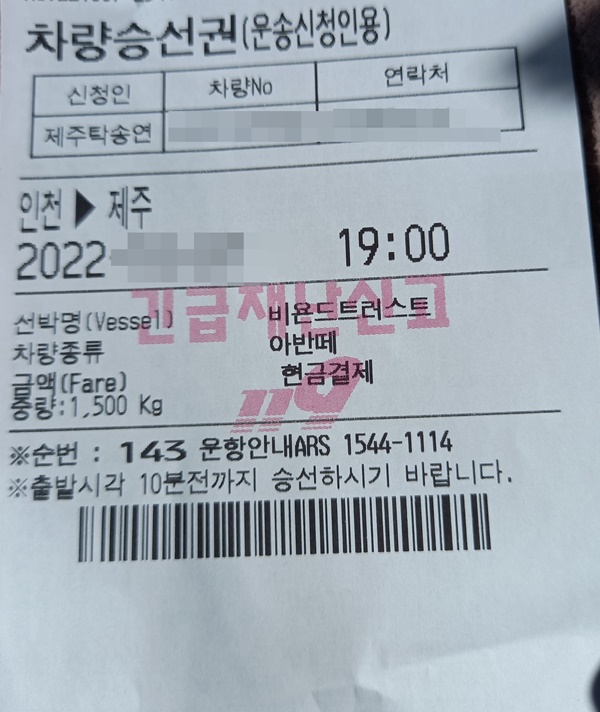 차량승선권(운송신청인용)
신청인 차량No 연락처
제주탁송연
인천 ▶ 제주
2022 19:00
긴급재난신고
선박명(Vessel) 비욘드트러스트
차량종류 아반떼
금액(Fare) 현금결제
중량:1,500 Kg
119
※순번 : 143 운항안내ARS 1544-1114
※출발시각 10분전까지 승선하시기 바랍니다.